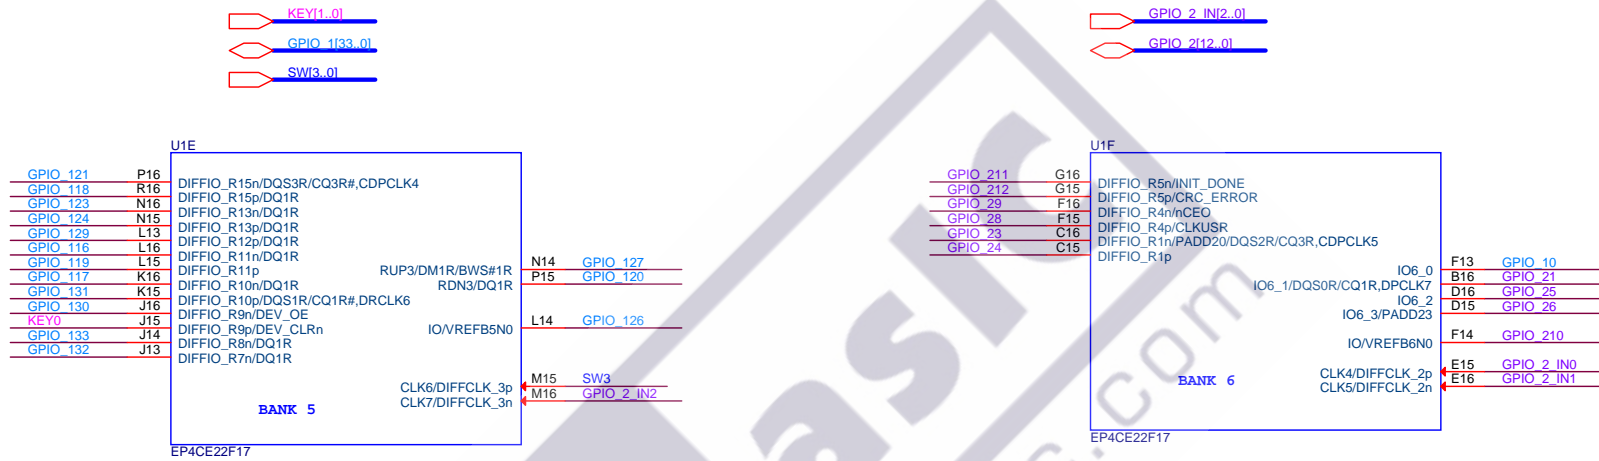 KEY[1..0]
GPIO_1[33..0]
SW[3..0]
GPIO_2_IN[2..0]
GPIO_2[12..0]
U1E
GPIO_121 P16 DIFFIO_R15n/DQS3R/CQ3R#,CDPCLK4
GPIO_118 R16 DIFFIO_R15p/DQ1R
GPIO_123 N16 DIFFIO_R13n/DQ1R
GPIO_124 N15 DIFFIO_R13p/DQ1R
GPIO_129 L13 DIFFIO_R12p/DQ1R
GPIO_116 L16 DIFFIO_R11n/DQ1R
GPIO_119 L15 DIFFIO_R11p
GPIO_117 K16 DIFFIO_R10n/DQ1R
GPIO_131 K15 DIFFIO_R10p/DQS1R/CQ1R#,DRCLK6
GPIO_130 J16 DIFFIO_R9n/DEV_OE
KEY0 J15 DIFFIO_R9p/DEV_CLRn
GPIO_133 J14 DIFFIO_R8n/DQ1R
GPIO_132 J13 DIFFIO_R7n/DQ1R
RUP3/DM1R/BWS#1R N14 GPIO_127
RDN3/DQ1R P15 GPIO_120
IO/VREFB5N0 L14 GPIO_126
CLK6/DIFFCLK_3p M15 SW3
CLK7/DIFFCLK_3n M16 GPIO_2_IN2
BANK 5
EP4CE22F17
U1F
GPIO_211 G16 DIFFIO_R5n/INIT_DONE
GPIO_212 G15 DIFFIO_R5p/CRC_ERROR
GPIO_29 F16 DIFFIO_R4n/nCEO
GPIO_28 F15 DIFFIO_R4p/CLKUSR
GPIO_23 C16 DIFFIO_R1n/PADD20/DQS2R/CQ3R,CDPCLK5
GPIO_24 C15 DIFFIO_R1p
IO6_0 F13 GPIO_10
IO6_1/DQS0R/CQ1R,DPCLK7 B16 GPIO_21
IO6_2 D16 GPIO_25
IO6_3/PADD23 D15 GPIO_26
IO/VREFB6N0 F14 GPIO_210
CLK4/DIFFCLK_2p E15 GPIO_2_IN0
CLK5/DIFFCLK_2n E16 GPIO_2_IN1
BANK 6
EP4CE22F17
asic
c.com